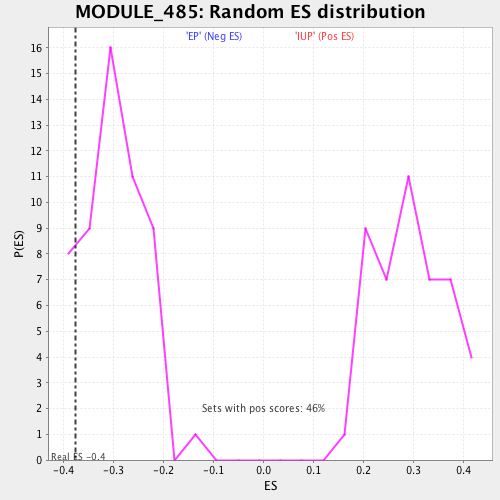 MODULE_485: Random ES distribution
'EP' (Neg ES) 'IUP' (Pos ES)
16
15
14
13
12
11
10
9
8
7
6
5
4
3
2
1
0
P(ES)
Sets with pos scores: 46%
Real ES -0.4
-0.4 -0.3 -0.2 -0.1 0.0 0.1 0.2 0.3 0.4
ES